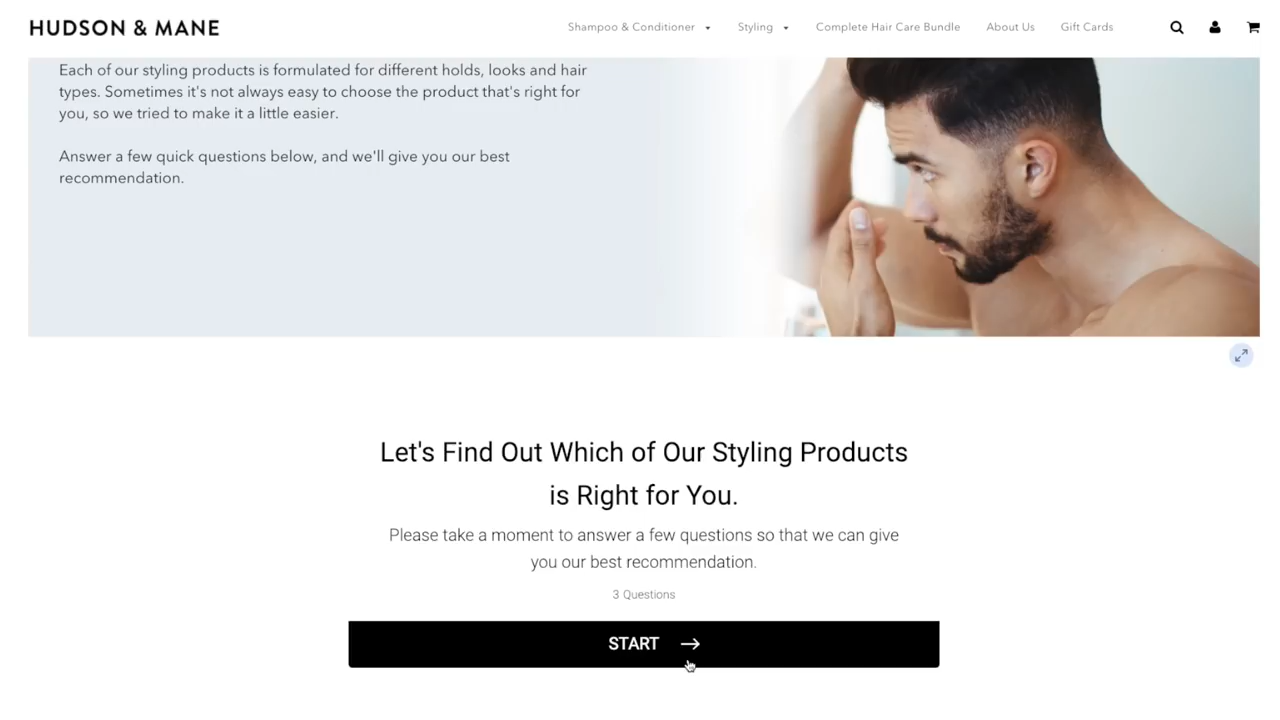 HUDSON & MANE
Shampoo & Conditioner
Styling
Complete Hair Care Bundle
About Us
Gift Cards
Each of our styling products is formulated for different holds, looks and hair
types. Sometimes it's not always easy to choose the product that's right for
you, so we tried to make it a little easier.
Answer a few quick questions below, and we'll give you our best
recommendation.
Let's Find Out Which of Our Styling Products
is Right for You.
Please take a moment to answer a few questions so that we can give
you our best recommendation.
3 Questions
START